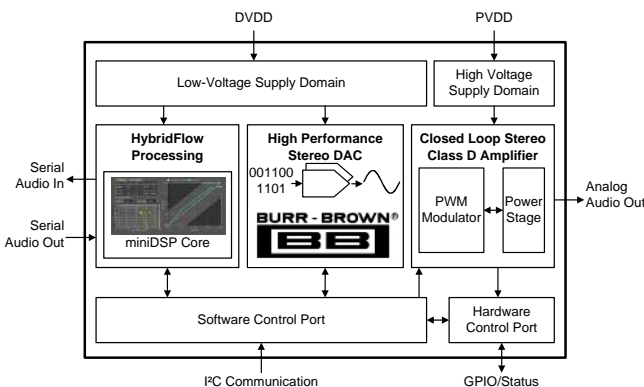 DVDD
PVDD
Low-Voltage Supply Domain
High Voltage
Supply Domain
HybridFlow
Processing
miniDSP Core
High Performance
Stereo DAC
001100
1101
BURR - BROWN®
BB
Closed Loop Stereo
Class D Amplifier
PWM
Modulator
Power
Stage
Serial
Audio In
Serial
Audio Out
Analog
Audio Out
Software Control Port
Hardware
Control Port
I²C Communication
GPIO/Status